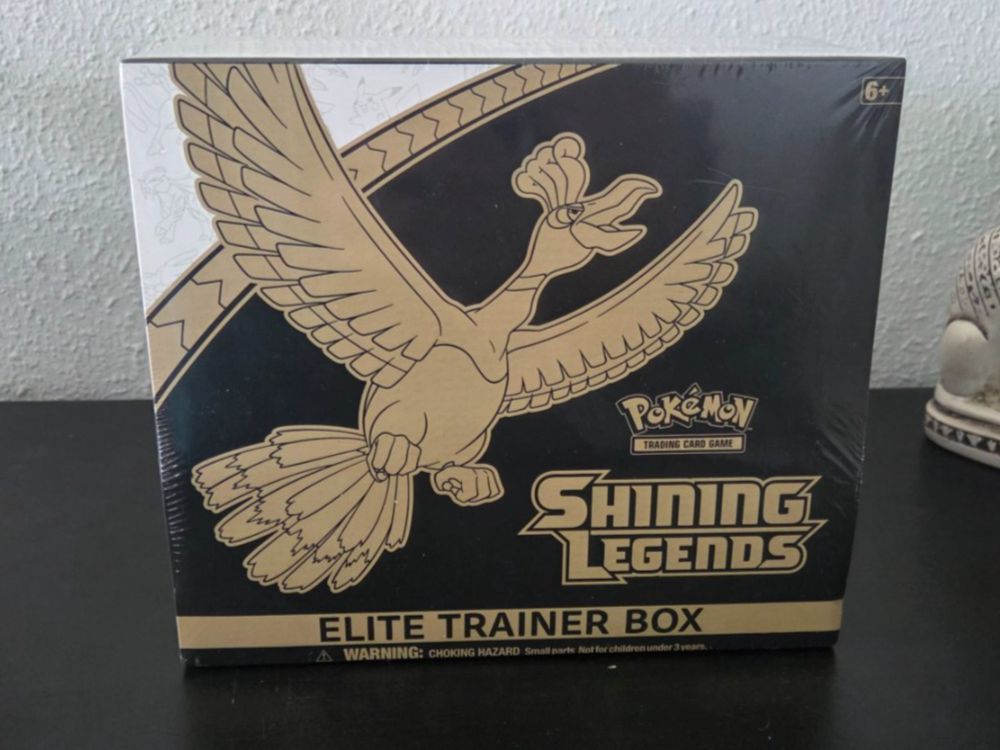 6+
POKéMON
TRADING CARD GAME
SHINING
LEGENDS
ELITE TRAINER BOX
⚠ WARNING: CHOKING HAZARD Small parts. Not for children under 3 years.